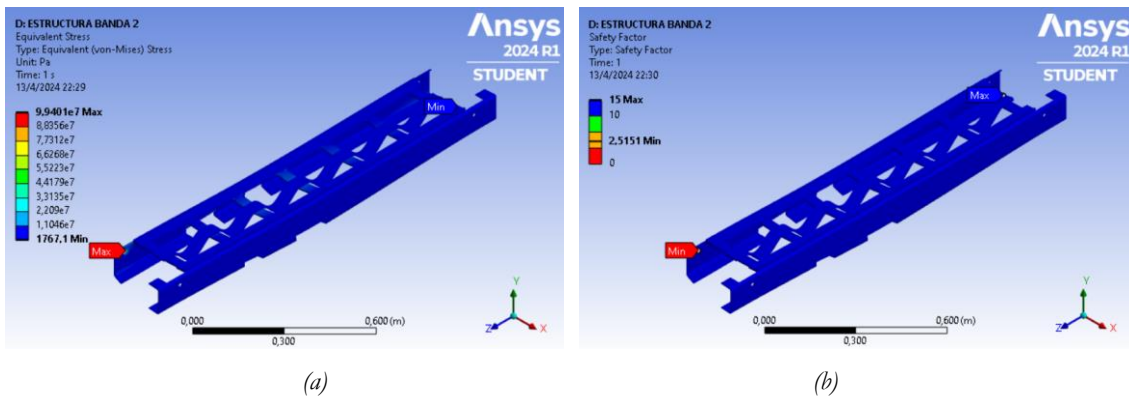 D: ESTRUCTURA BANDA 2
Equivalent Stress
Type: Equivalent (von-Mises) Stress
Unit: Pa
Time: 1 s
13/4/2024 22:29
9,9401e7 Max
8,8356e7
7,7312e7
6,6268e7
5,5223e7
4,4179e7
3,3135e7
2,209e7
1,1046e7
1767,1 Min
Ansys
2024 R1
STUDENT
Min
Max
0,000
0,600 (m)
0,300
Y
Z
X
(a)
D: ESTRUCTURA BANDA 2
Safety Factor
Type: Safety Factor
Time: 1
13/4/2024 22:30
15 Max
10
2,5151 Min
0
Ansys
2024 R1
STUDENT
Max
Min
0,000
0,600 (m)
0,300
Y
Z
X
(b)